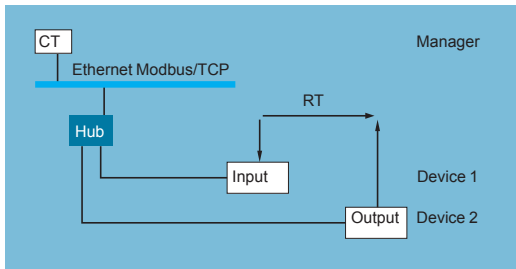 CT
Manager
Ethernet Modbus/TCP
RT
Hub
Input
Device 1
Output
Device 2